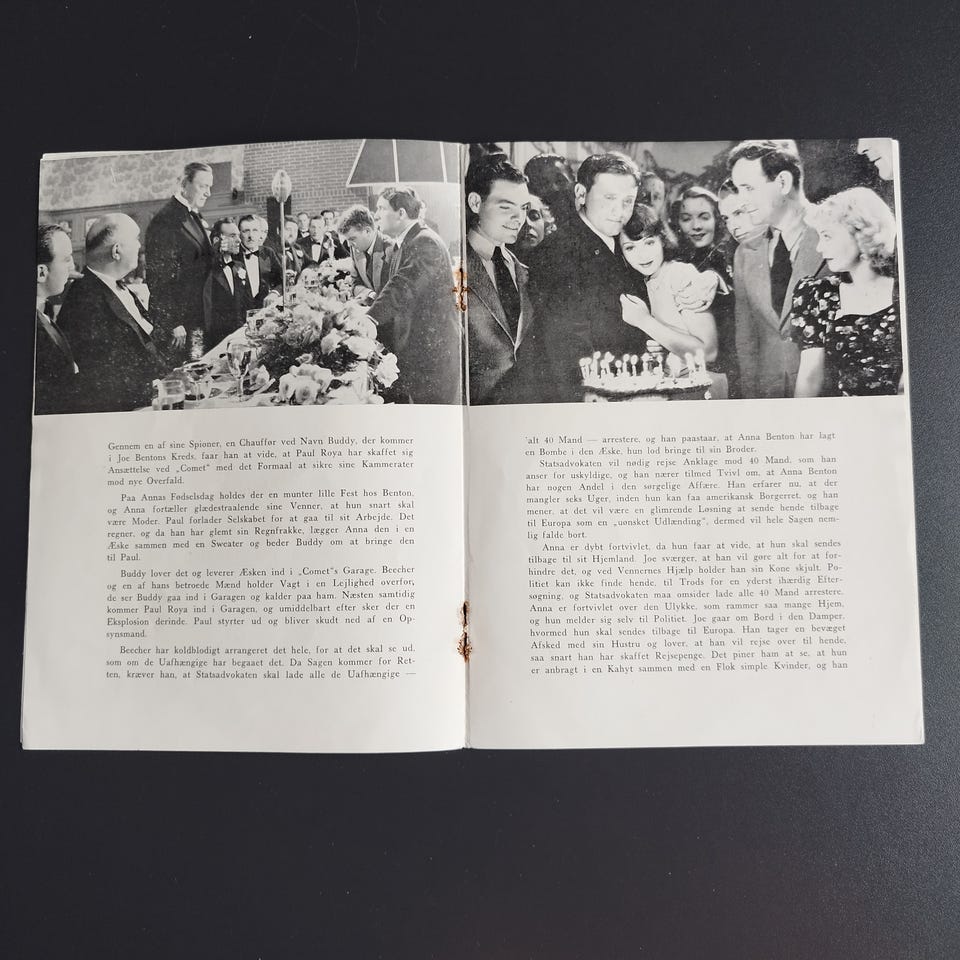 Gennem en af sine Spioner, en Chauffør ved Navn Buddy, der kommer
i Joe Bentons Kreds, faar han at vide, at Paul Roya har skaffet sig
Ansættelse ved „Comet“ med det Formaal at sikre sine Kammerater
mod nye Overfald.
Paa Annas Fødselsdag holdes der en munter lille Fest hos Benton,
og Anna fortæller glædestraalende sine Venner, at hun snart skal
være Moder. Paul forlader Selskabet for at gaa til sit Arbejde. Det
regner, og da han har glemt sin Regnfrakke, lægger Anna den i en
Æske sammen med en Sweater og beder Buddy om at bringe den
til Paul.
Buddy lover det og leverer Æsken ind i „Comet“s Garage. Beecher
og en af hans betroede Mænd holder Vagt i en Lejlighed overfor,
de ser Buddy gaa ind i Garagen og kalder paa ham. Næsten samtidig
kommer Paul Roya ind i Garagen, og umiddelbart efter sker der en
Eksplosion derinde. Paul styrter ud og bliver skudt ned af en Op-
synsmand.
Beecher har koldblodigt arrangeret det hele, for at det skal se ud,
som om de Uafhængige har begaaet det. Da Sagen kommer for Ret-
ten, kræver han, at Statsadvokaten skal lade alle de Uafhængige —
alt 40 Mand — arrestere, og han paastaar, at Anna Benton har lagt
en Bombe i den Æske, hun lod bringe til sin Broder.
Statsadvokaten vil nødig rejse Anklage mod 40 Mand, som han
anser for uskyldige, og han nærer tilmed Tvivl om, at Anna Benton
har nogen Andel i den sørgelige Affære. Han erfarer nu, at der
mangler seks Uger, inden hun kan faa amerikansk Borgerret, og han
mener, at det vil være en glimrende Løsning at sende hende tilbage
til Europa som en „uønsket Udlænding“, dermed vil hele Sagen nem-
lig falde bort.
Anna er dybt fortvivlet, da hun faar at vide, at hun skal sendes
tilbage til sit Hjemland. Joe sværger, at han vil gøre alt for at for-
hindre det, og ved Vennernes Hjælp holder han sin Kone skjult. Po-
litiet kan ikke finde hende, til Trods for en yderst ihærdig Efter-
søgning, og Statsadvokaten maa omsider lade alle 40 Mand arrestere.
Anna er fortvivlet over den Ulykke, som rammer saa mange Hjem,
og hun melder sig selv til Politiet. Joe gaar om Bord i den Damper,
hvormed hun skal sendes tilbage til Europa. Han tager en bevæget
Afsked med sin Hustru og lover, at han vil rejse over til hende,
saa snart han har skaffet Rejsepenge. Det piner ham at se, at hun
er anbragt i en Kahyt sammen med en Flok simple Kvinder, og han